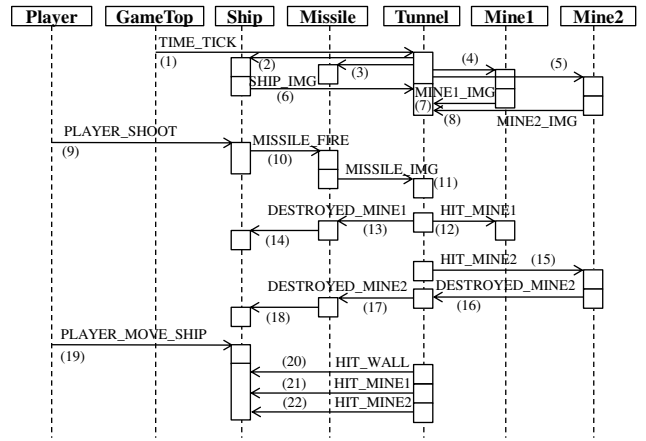 Player GameTop Ship Missile Tunnel Mine1 Mine2
TIME_TICK
(1) (2) (3) (4) (5)
SHIP_IMG MINE1_IMG
(6) (7) (8) MINE2_IMG
PLAYER_SHOOT MISSILE_FIRE
(9) (10)
MISSILE_IMG (11)
DESTROYED_MINE1 HIT_MINE1
(14) (13) (12)
HIT_MINE2 (15)
DESTROYED_MINE2 DESTROYED_MINE2
(18) (17) (16)
PLAYER_MOVE_SHIP
(19)
(20) HIT_WALL
(21) HIT_MINE1
(22) HIT_MINE2